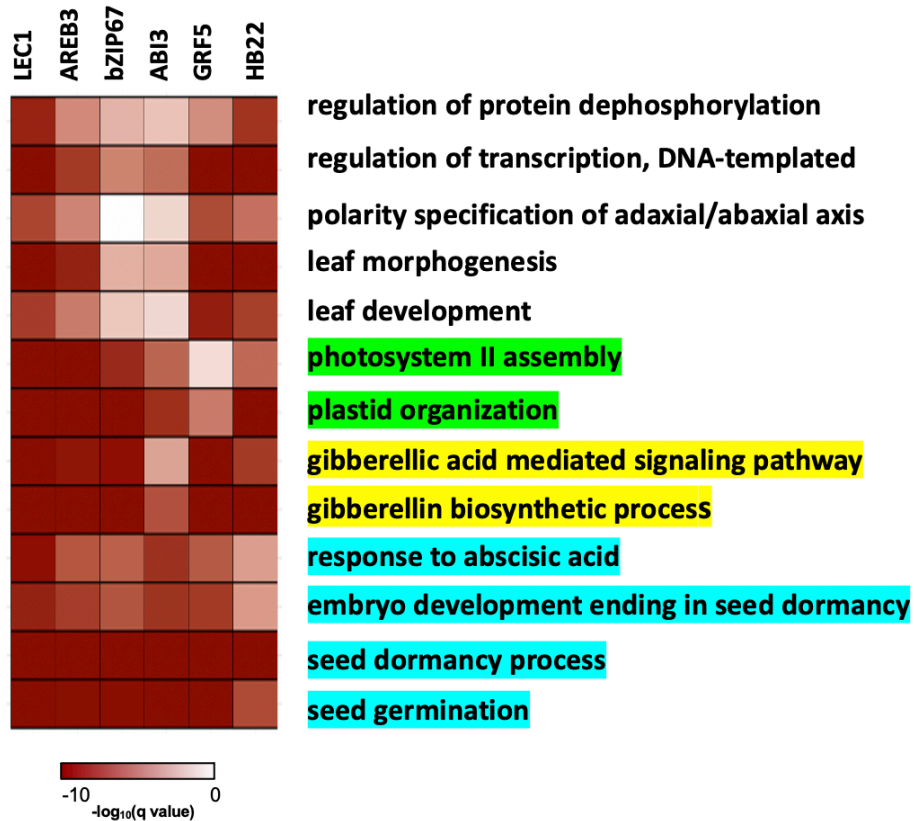 LEC1
AREB3
bZIP67
ABI3
GRF5
HB22
regulation of protein dephosphorylation
regulation of transcription, DNA-templated
polarity specification of adaxial/abaxial axis
leaf morphogenesis
leaf development
photosystem II assembly
plastid organization
gibberellic acid mediated signaling pathway
gibberellin biosynthetic process
response to abscisic acid
embryo development ending in seed dormancy
seed dormancy process
seed germination
-10 0
-log₁₀(q value)